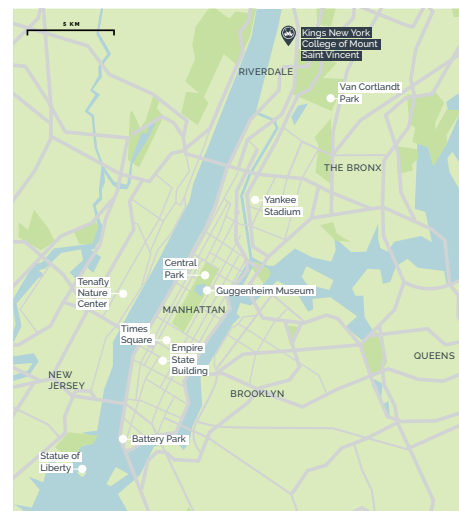 5 KM
Kings New York
College of Mount
Saint Vincent
RIVERDALE
Van Cortlandt
Park
THE BRONX
Yankee
Stadium
Central
Park
Tenafly
Nature
Center
Guggenheim Museum
MANHATTAN
Times
Square
Empire
State
Building
QUEENS
NEW
JERSEY
BROOKLYN
Battery Park
Statue of
Liberty